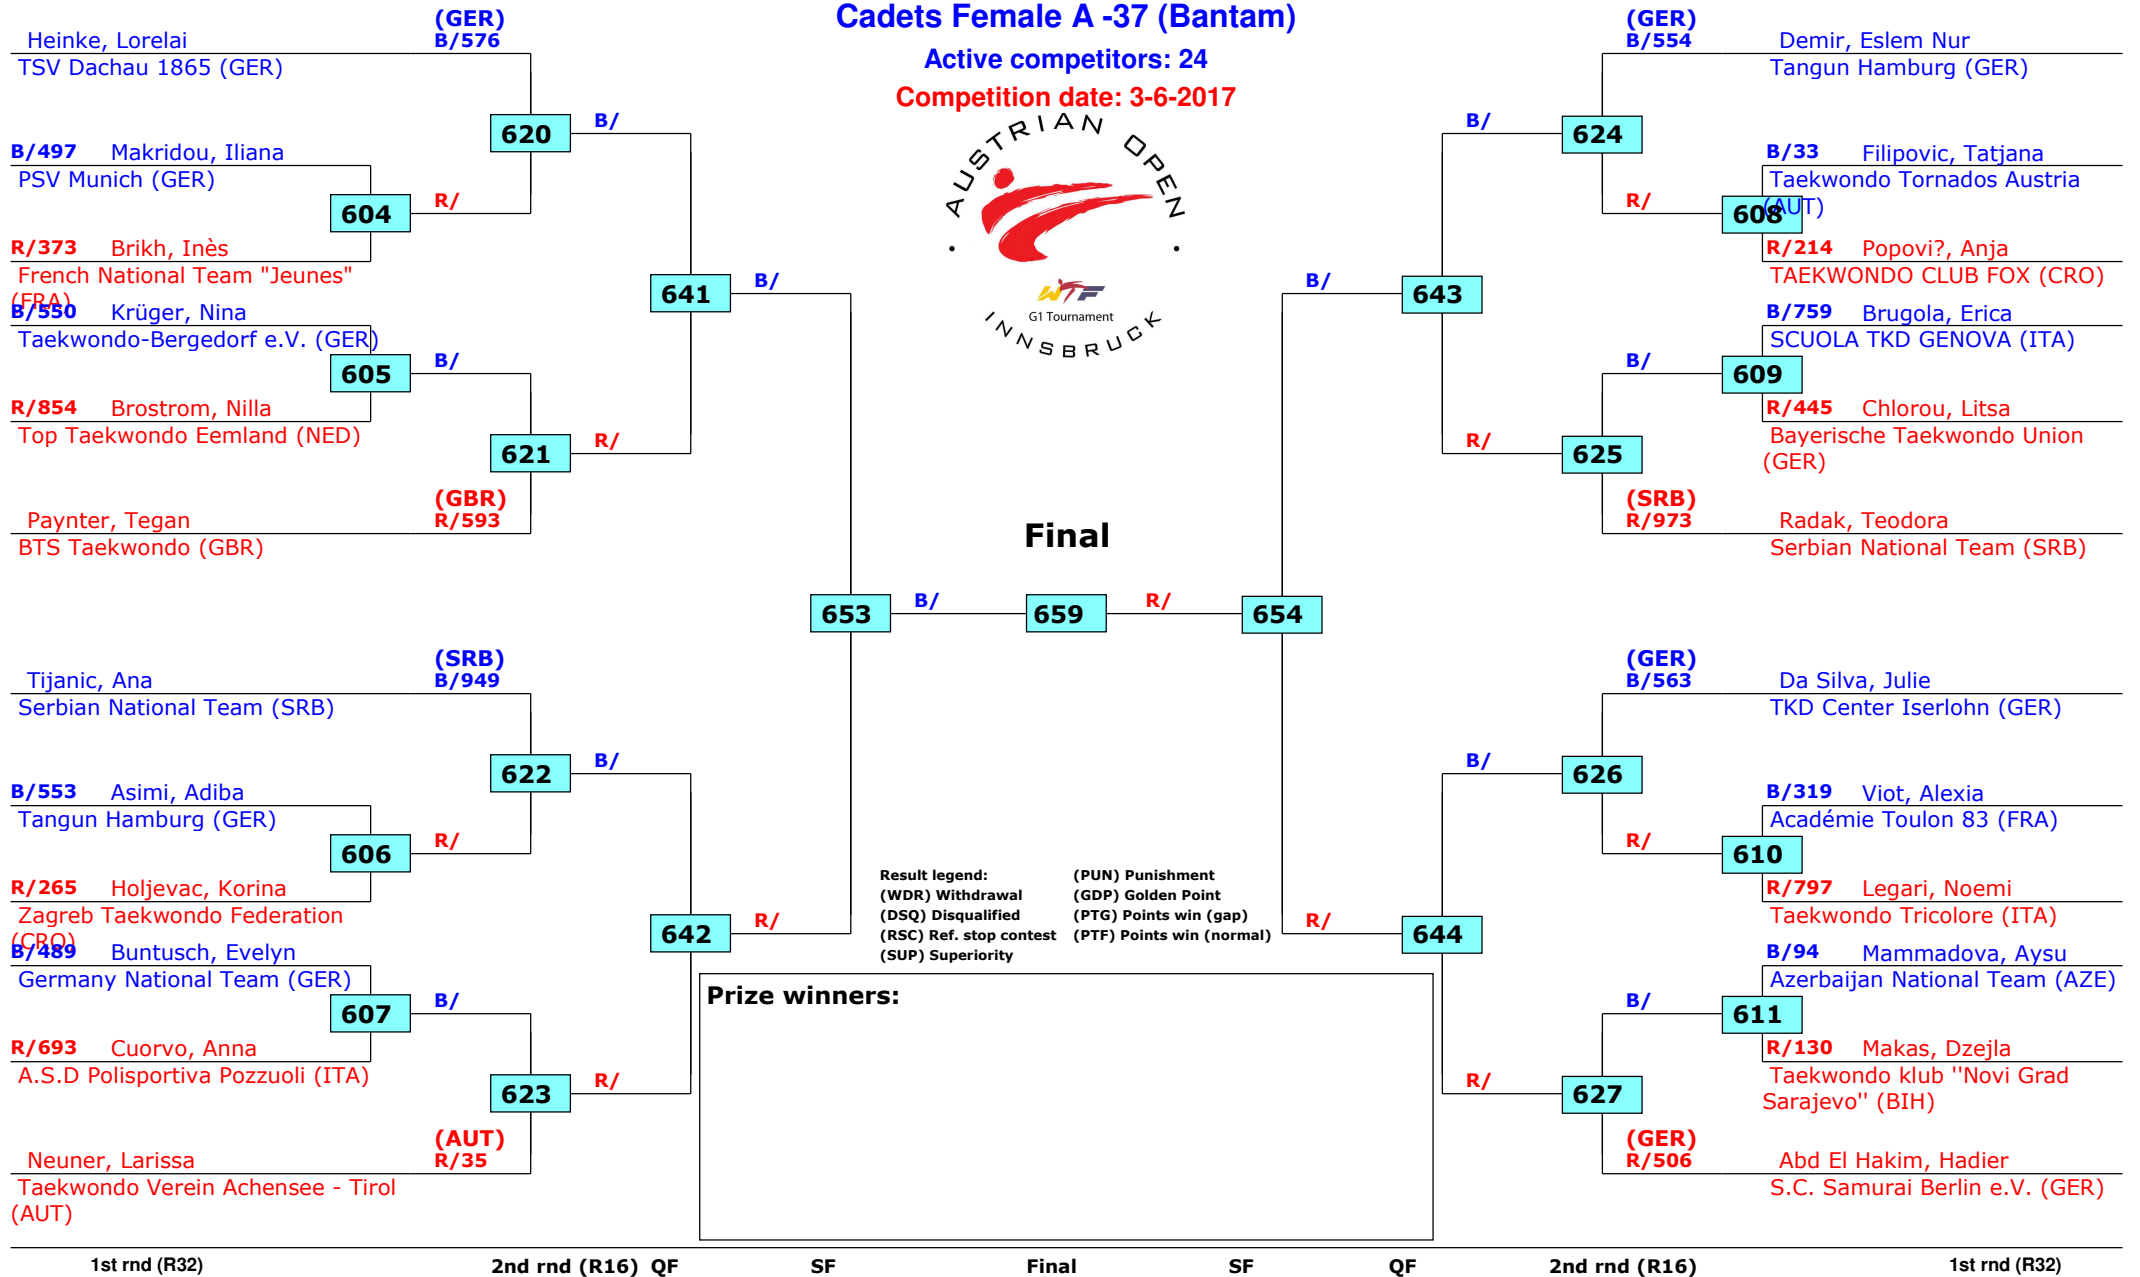 Cadets Female A -37 (Bantam)
Active competitors: 24
Competition date: 3-6-2017
AUSTRIAN OPEN
WTF
G1 Tournament
INNSBRUCK
(GER)
Heinke, Lorelai B/576
TSV Dachau 1865 (GER)
620 B/
B/497 Makridou, Iliana
PSV Munich (GER)
604 R/
R/373 Brikh, Inès
French National Team "Jeunes"
(FRA)
641 B/
B/550 Krüger, Nina
Taekwondo-Bergedorf e.V. (GER)
605 B/
R/854 Brostrom, Nilla
Top Taekwondo Eemland (NED)
621 R/
(GBR)
Paynter, Tegan R/593
BTS Taekwondo (GBR)
653 B/
(SRB)
Tijanic, Ana B/949
Serbian National Team (SRB)
622 B/
B/553 Asimi, Adiba
Tangun Hamburg (GER)
606 R/
R/265 Holjevac, Korina
Zagreb Taekwondo Federation
(CRO)
642 R/
B/489 Buntusch, Evelyn
Germany National Team (GER)
607 B/
R/693 Cuorvo, Anna
A.S.D Polisportiva Pozzuoli (ITA)
623 R/
(AUT)
Neuner, Larissa R/35
Taekwondo Verein Achensee - Tirol
(AUT)
Final
659
(GER)
B/554 Demir, Eslem Nur
Tangun Hamburg (GER)
B/ 624
B/33 Filipovic, Tatjana
Taekwondo Tornados Austria
(AUT)
R/ 608
R/214 Popovi?, Anja
TAEKWONDO CLUB FOX (CRO)
B/ 643
B/759 Brugola, Erica
SCUOLA TKD GENOVA (ITA)
B/ 609
R/445 Chlorou, Litsa
Bayerische Taekwondo Union
(GER)
R/ 625
(SRB)
R/973 Radak, Teodora
Serbian National Team (SRB)
R/ 654
(GER)
B/563 Da Silva, Julie
TKD Center Iserlohn (GER)
B/ 626
B/319 Viot, Alexia
Académie Toulon 83 (FRA)
R/ 610
R/797 Legari, Noemi
Taekwondo Tricolore (ITA)
R/ 644
B/94 Mammadova, Aysu
Azerbaijan National Team (AZE)
B/ 611
R/130 Makas, Dzejla
Taekwondo klub ''Novi Grad
Sarajevo'' (BIH)
R/ 627
(GER)
R/506 Abd El Hakim, Hadier
S.C. Samurai Berlin e.V. (GER)
Result legend: (PUN) Punishment
(WDR) Withdrawal (GDP) Golden Point
(DSQ) Disqualified (PTG) Points win (gap)
(RSC) Ref. stop contest (PTF) Points win (normal)
(SUP) Superiority
Prize winners:
1st rnd (R32) 2nd rnd (R16) QF SF Final SF QF 2nd rnd (R16) 1st rnd (R32)